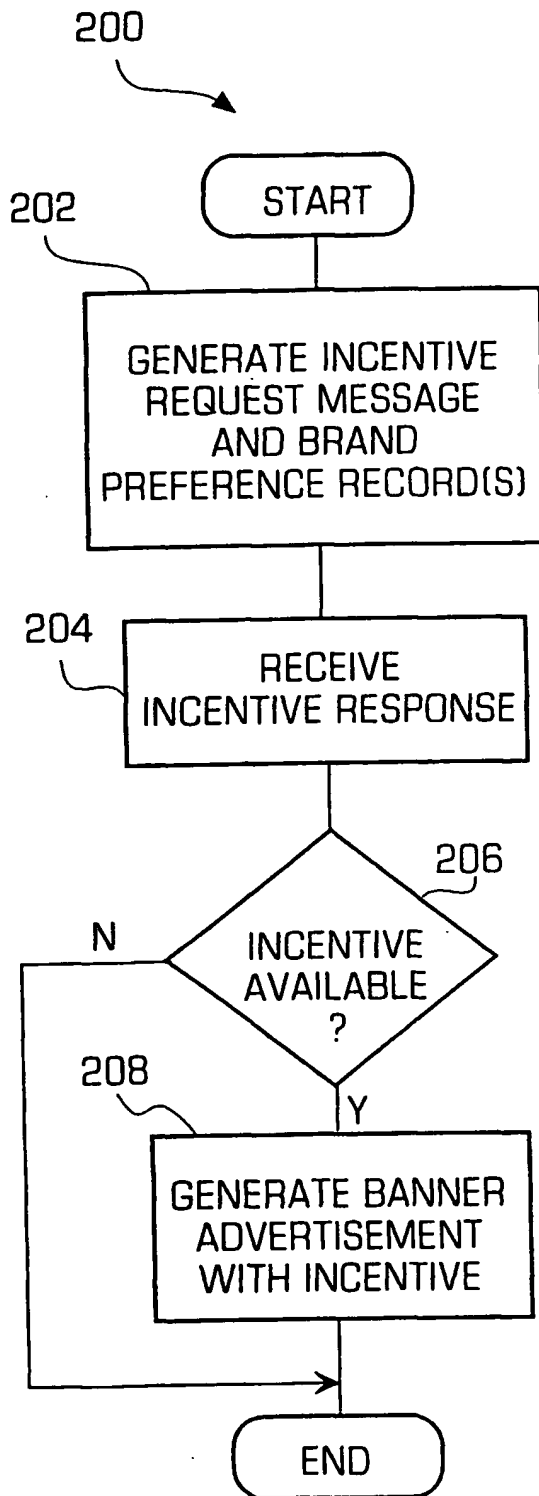 200
START
202
GENERATE INCENTIVE
REQUEST MESSAGE
AND BRAND
PREFERENCE RECORD(S)
204
RECEIVE
INCENTIVE RESPONSE
206
N
INCENTIVE
AVAILABLE
?
208
Y
GENERATE BANNER
ADVERTISEMENT
WITH INCENTIVE
END